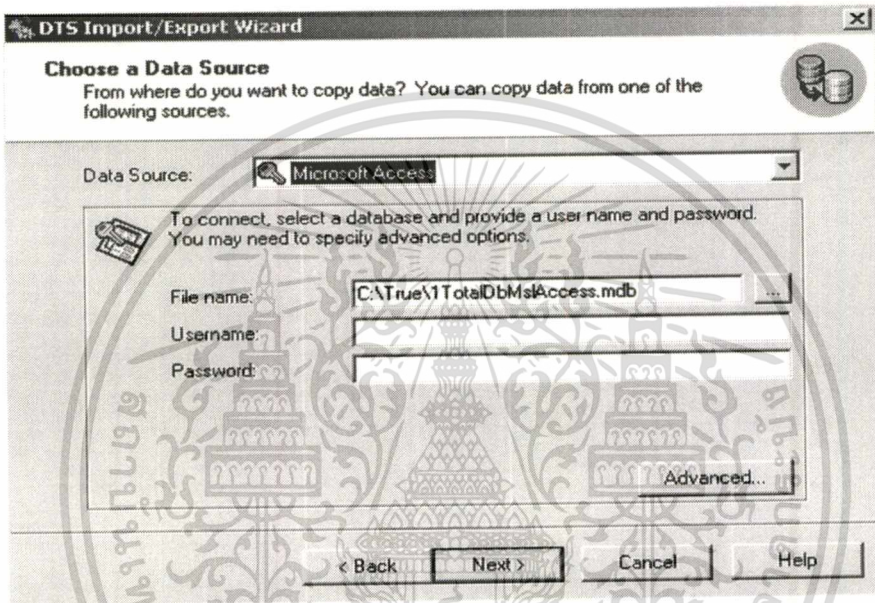 DTS Import/Export Wizard
Choose a Data Source
From where do you want to copy data? You can copy data from one of the
following sources.
Data Source: Microsoft Access
To connect, select a database and provide a user name and password.
You may need to specify advanced options.
File name: C:\True\1TotalDbMslAccess.mdb ...
Username:
Password:
Advanced...
< Back Next > Cancel Help